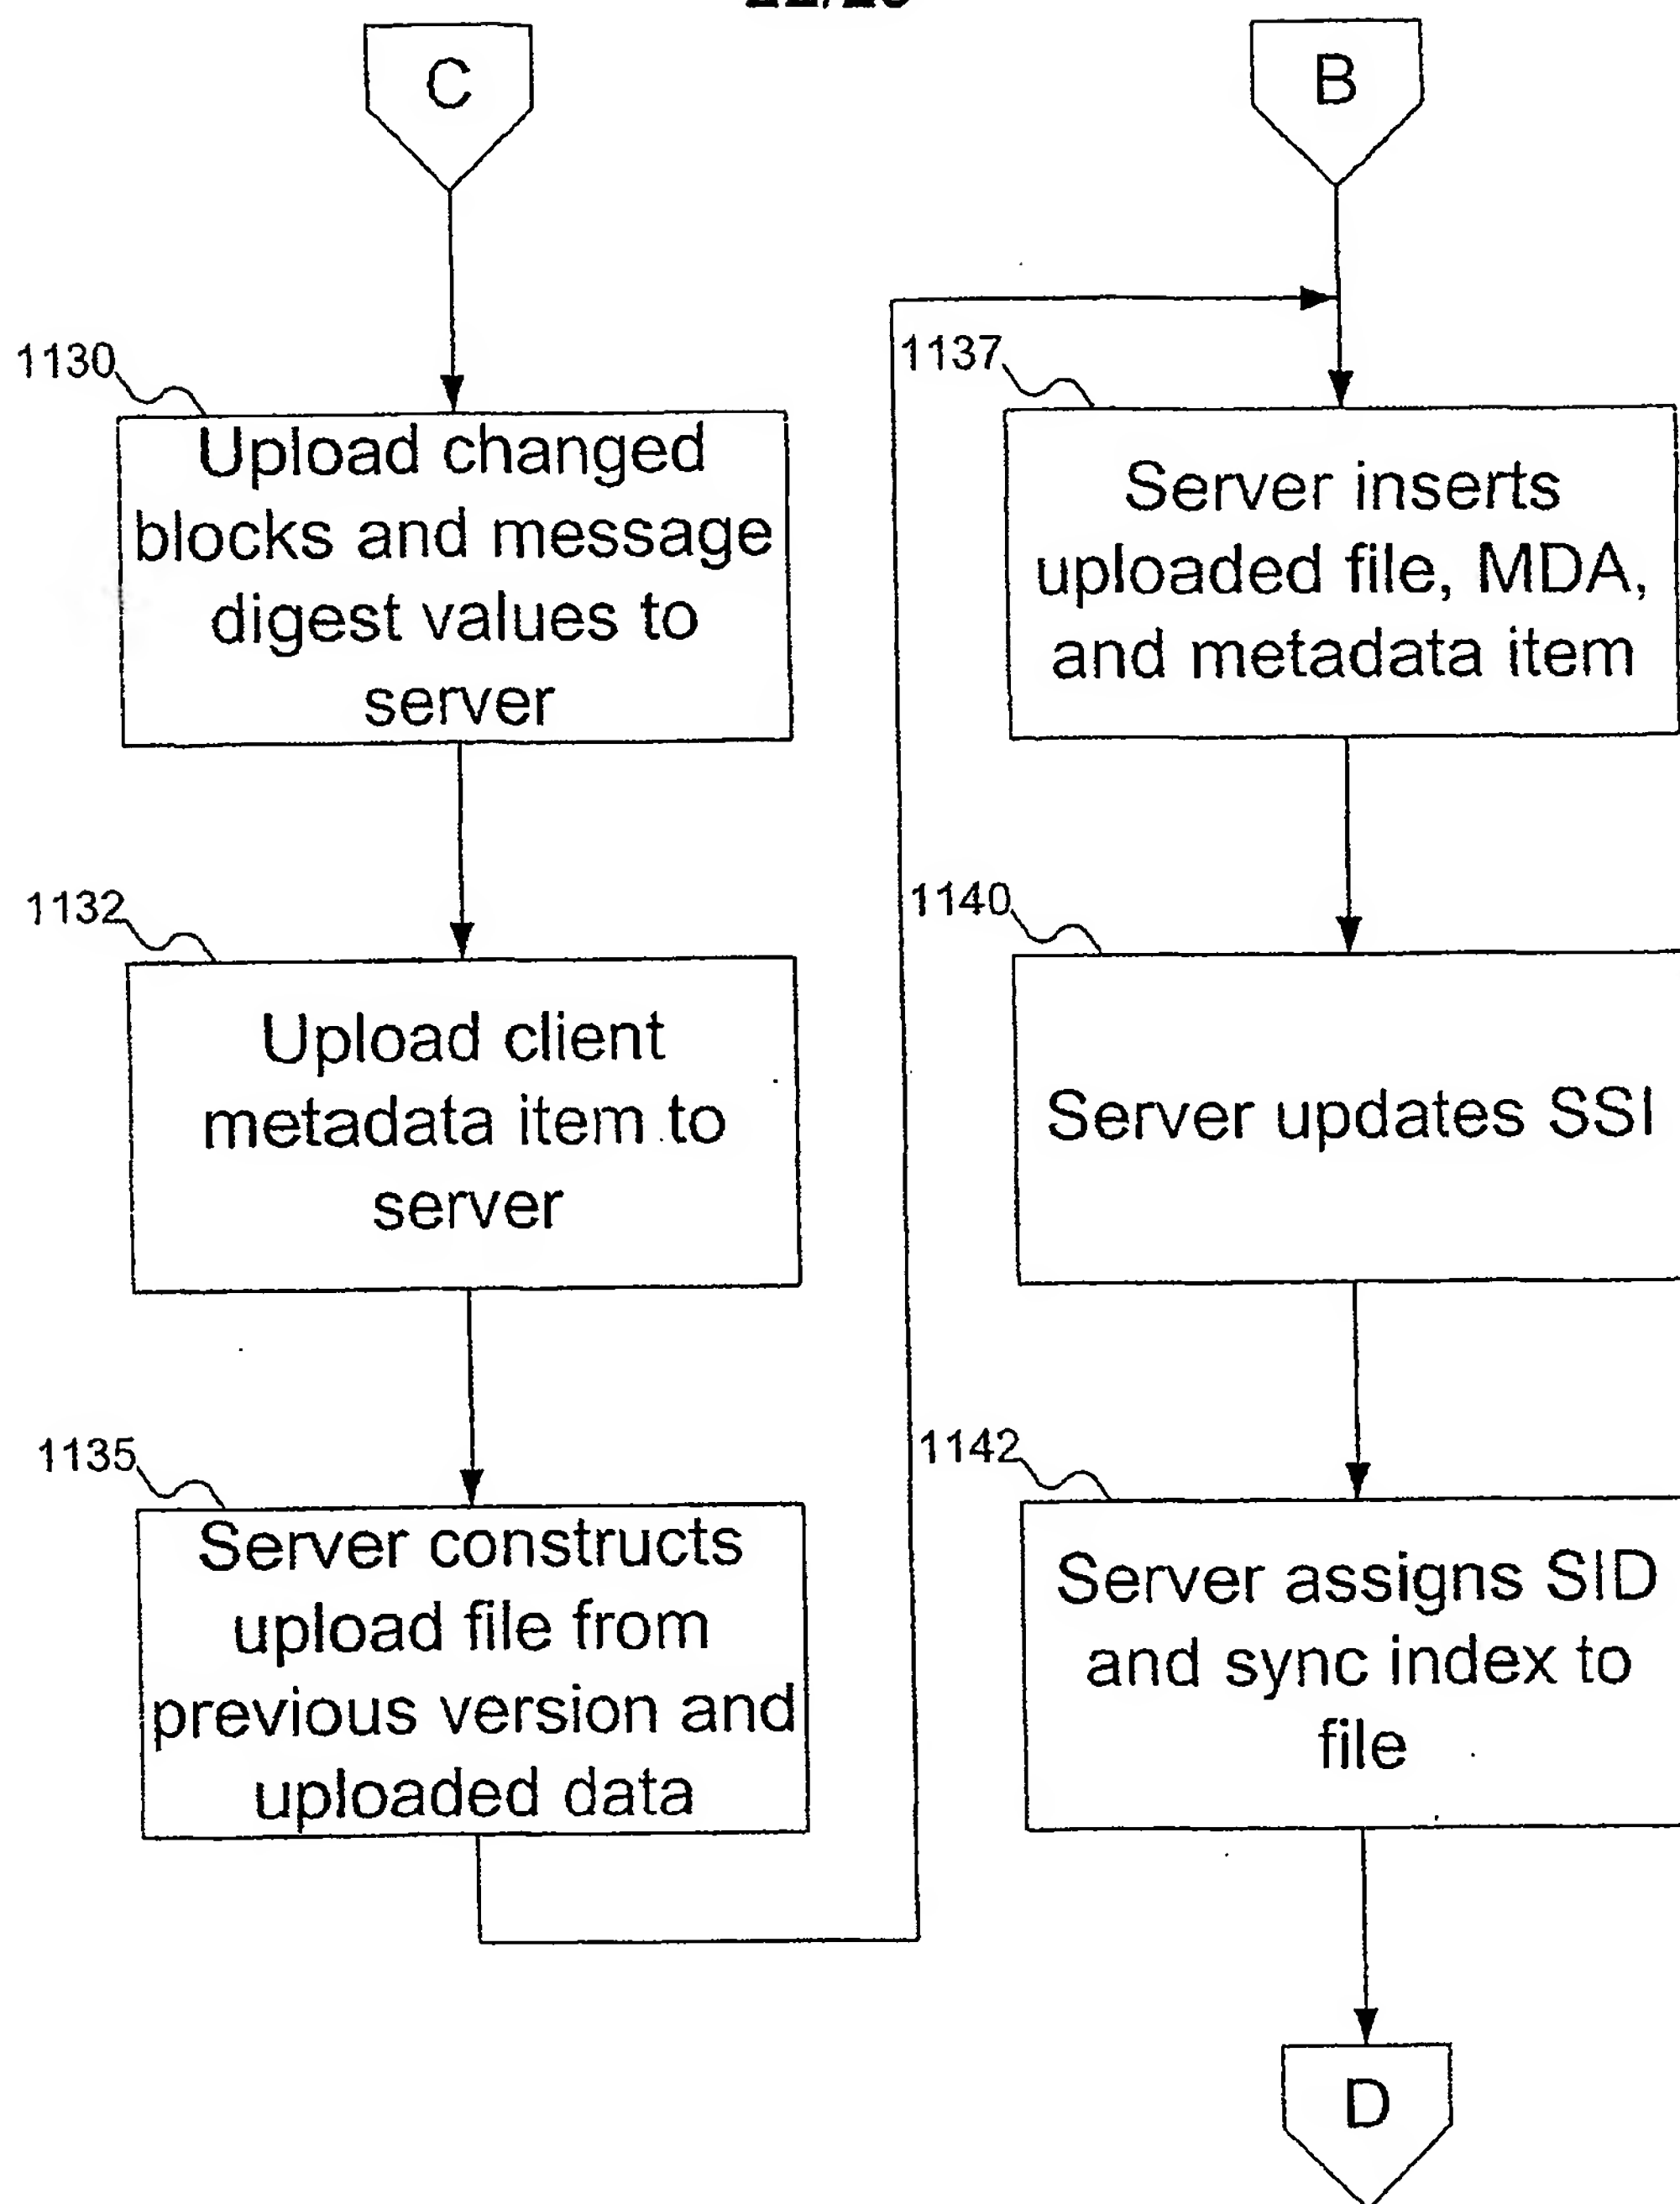 C
1130
Upload changed
blocks and message
digest values to
server
1132
Upload client
metadata item to
server
1135
Server constructs
upload file from
previous version and
uploaded data
B
1137
Server inserts
uploaded file, MDA,
and metadata item
1140
Server updates SSI
1142
Server assigns SID
and sync index to
file
D